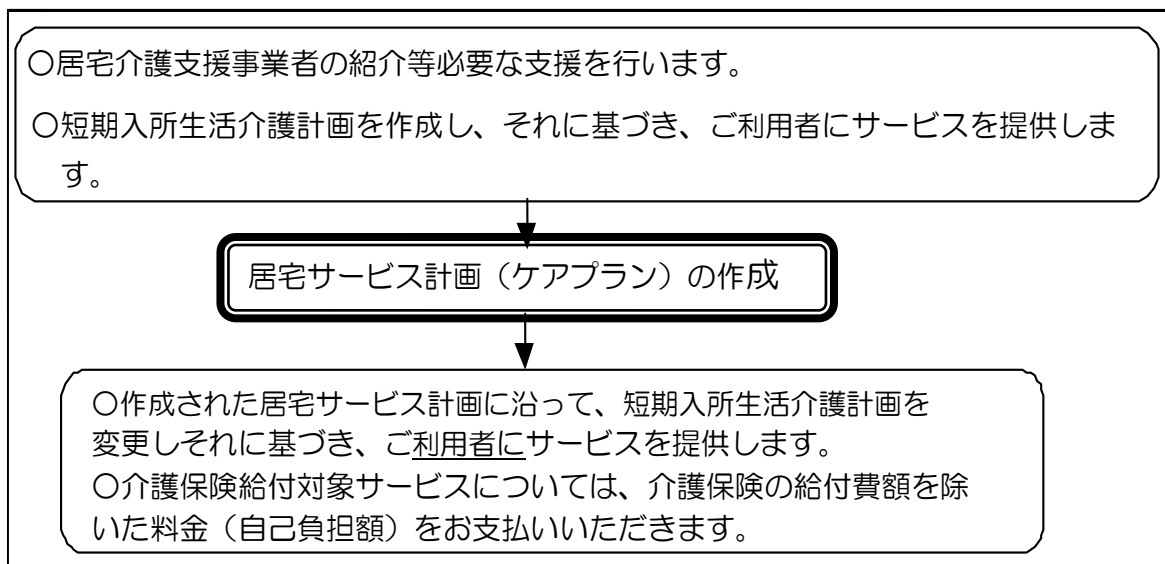 ○居宅介護支援事業者の紹介等必要な支援を行います。
○短期入所生活介護計画を作成し、それに基づき、ご利用者にサービスを提供しま
す。
居宅サービス計画（ケアプラン）の作成
○作成された居宅サービス計画に沿って、短期入所生活介護計画を
変更しそれに基づき、ご利用者にサービスを提供します。
○介護保険給付対象サービスについては、介護保険の給付費額を除
いた料金（自己負担額）をお支払いいただきます。